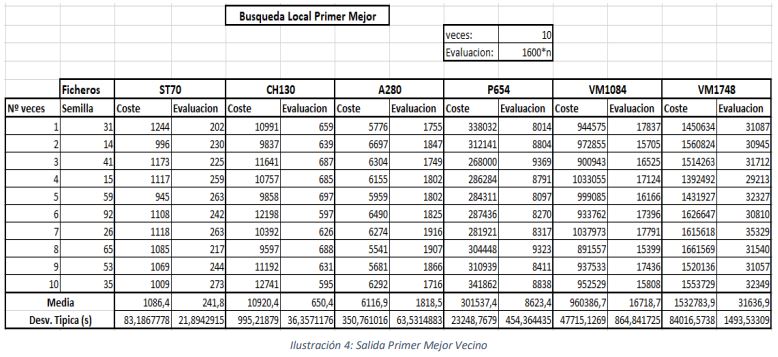 Busqueda Local Primer Mejor
veces: 10
Evaluacion: 1600*n
Ficheros ST70 CH130 A280 P654 VM1084 VM1748
Nº veces Semilla Coste Evaluacion Coste Evaluacion Coste Evaluacion Coste Evaluacion Coste Evaluacion Coste Evaluacion
1 31 1244 202 10991 659 5776 1755 338032 8014 944575 17837 1450634 31087
2 14 996 230 9837 639 6697 1847 312141 8804 972855 15705 1560824 30945
3 41 1173 225 11641 687 6304 1749 268000 9369 900943 16525 1514263 31712
4 15 1117 259 10757 685 6155 1802 286284 8791 1033055 17124 1392492 29213
5 59 945 263 9858 697 5959 1802 284311 8097 999085 16166 1431927 32327
6 92 1108 242 12198 597 6490 1825 287436 8270 933762 17396 1626647 30810
7 26 1118 263 10392 626 6274 1916 281921 8317 1037973 17791 1615618 35329
8 65 1085 217 9597 688 5541 1907 304448 9323 891557 15399 1661569 31540
9 53 1069 244 11192 631 5681 1866 310939 8411 937533 17436 1520136 31057
10 35 1009 273 12741 595 6292 1716 341862 8838 952529 15808 1553729 32349
Media 1086,4 241,8 10920,4 650,4 6116,9 1818,5 301537,4 8623,4 960386,7 16718,7 1532783,9 31636,9
Desv. Tipica (s) 83,1867778 21,8942915 995,21879 36,3571176 350,761016 63,5314883 23248,7679 454,364435 47715,1269 864,841725 84016,5738 1493,53309
Ilustración 4: Salida Primer Mejor Vecino